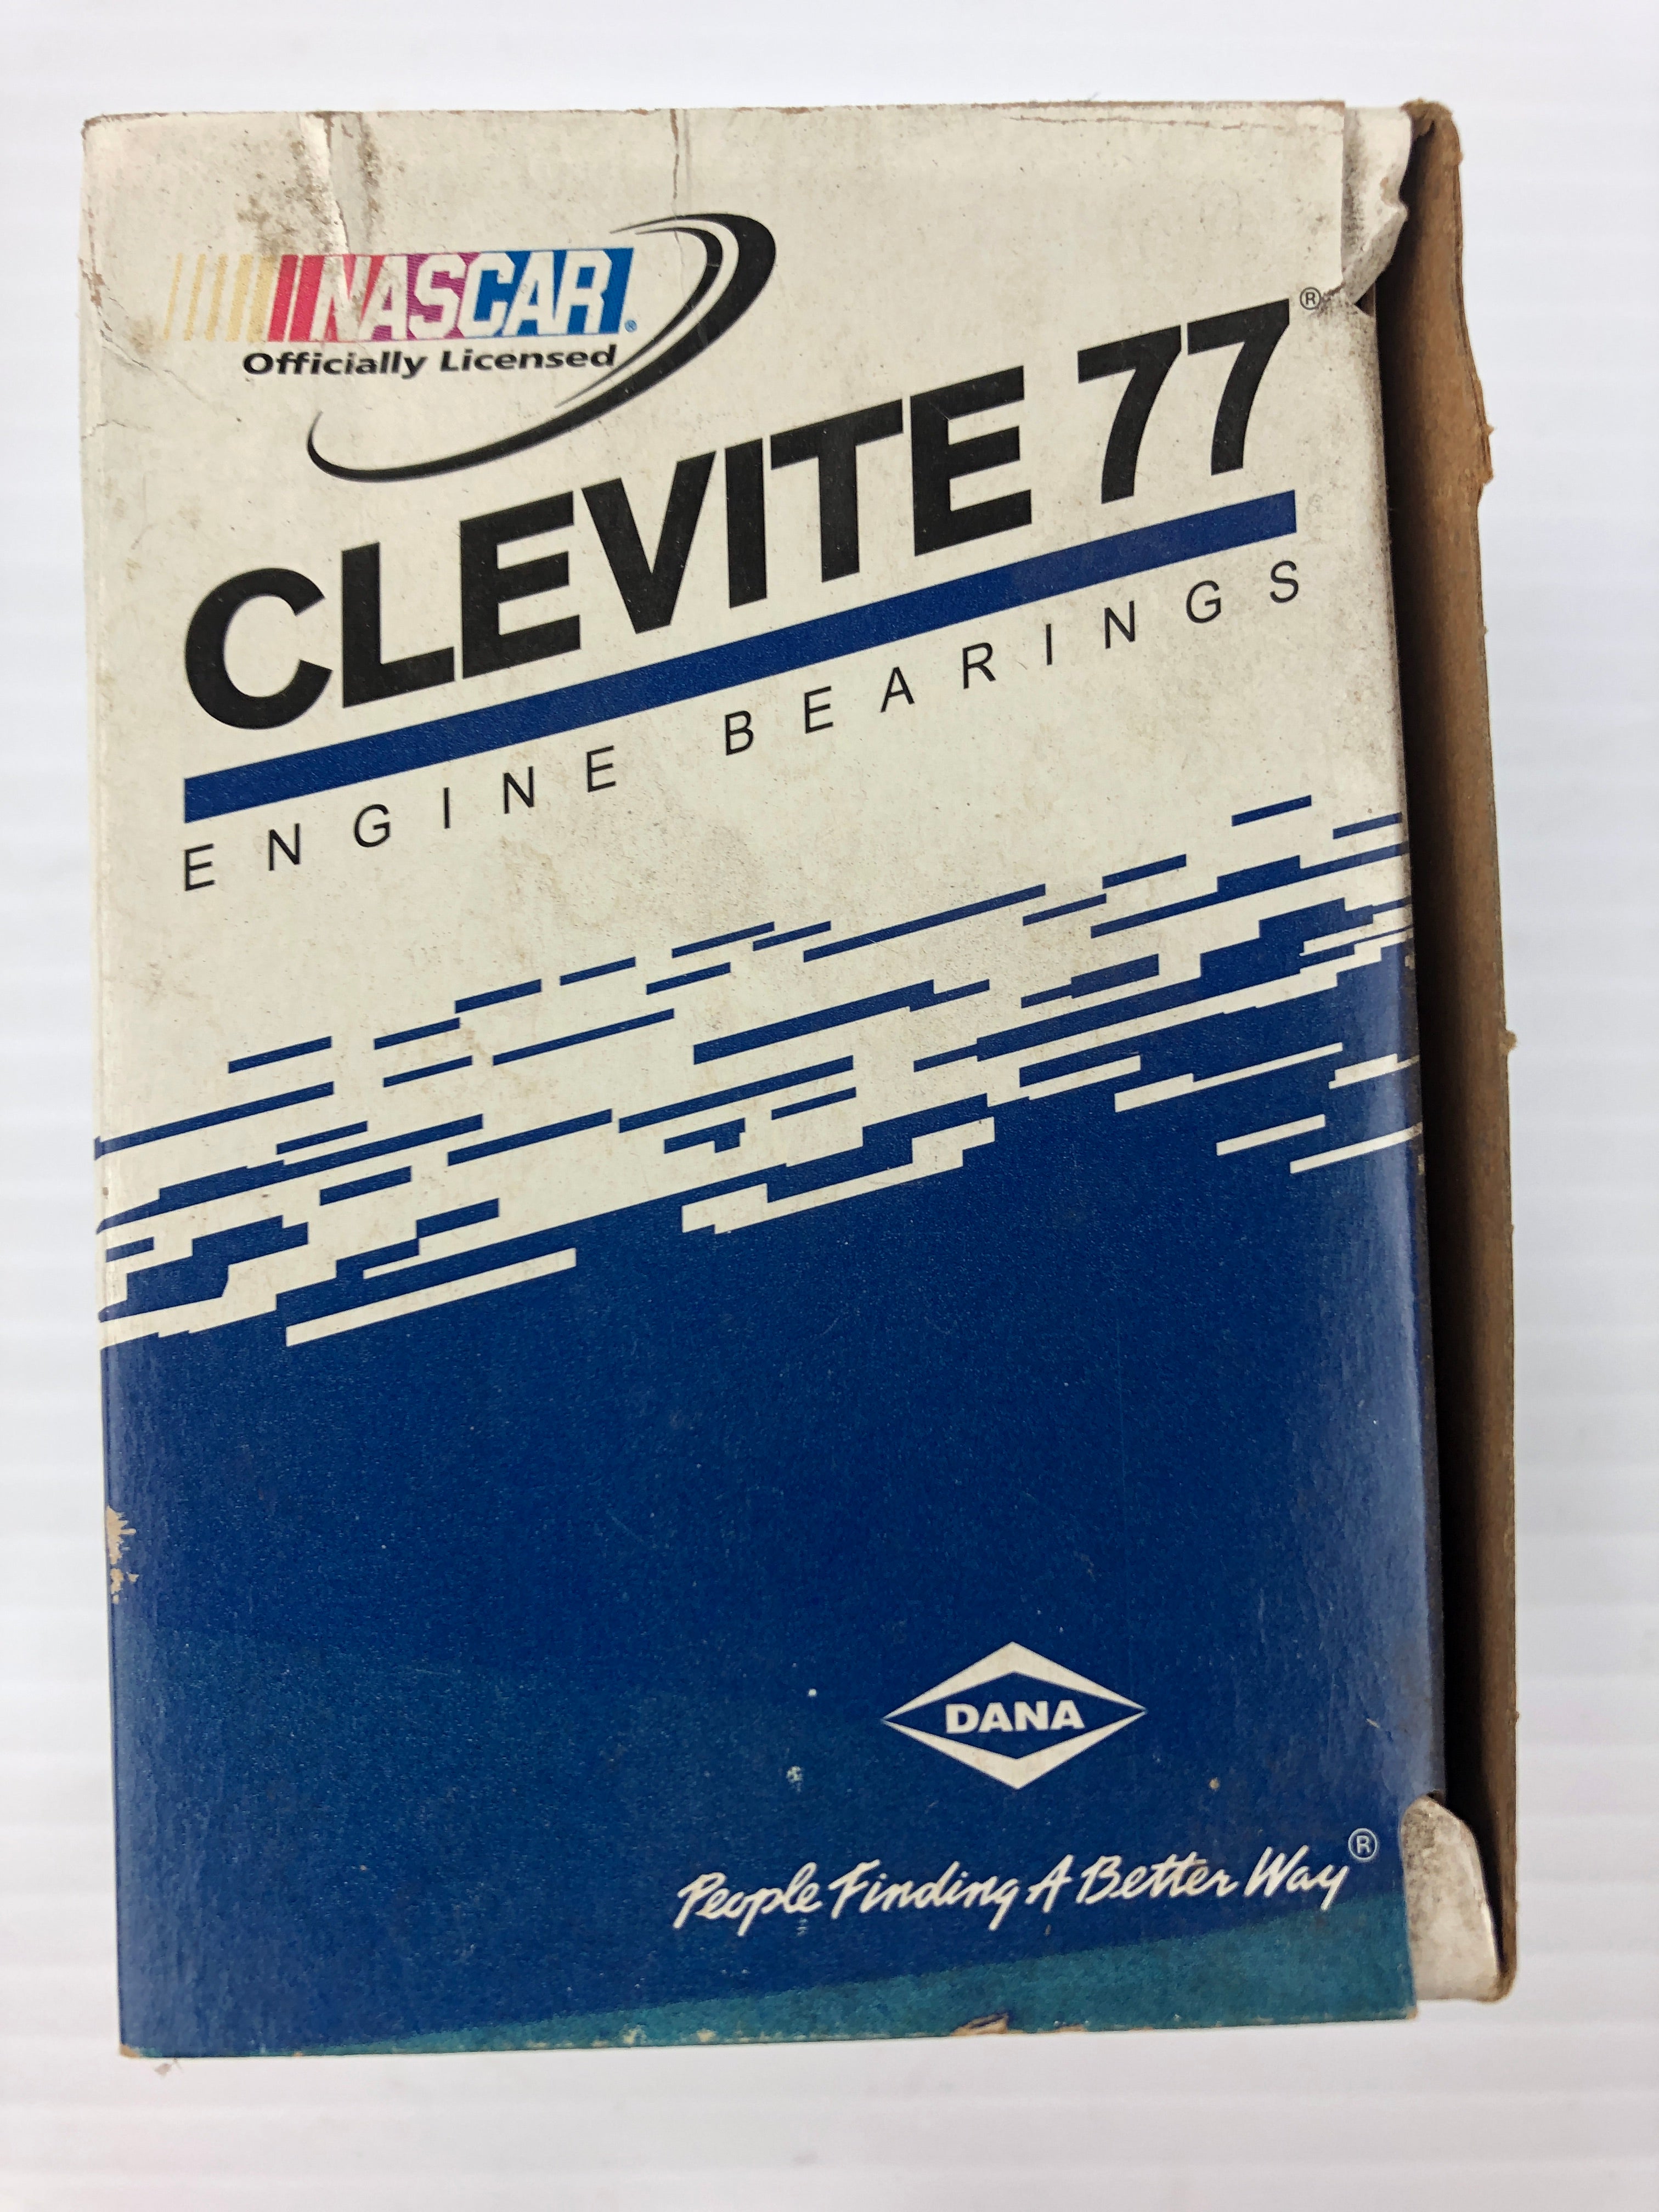 NASCAR®
Officially Licensed
CLEVITE 77®
ENGINE BEARINGS
DANA
People Finding A Better Way®